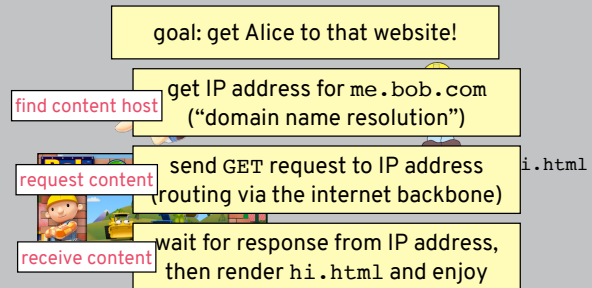 goal: get Alice to that website!
find content host
get IP address for me.bob.com
(“domain name resolution”)
request content
send GET request to IP address
(routing via the internet backbone)
hi.html
receive content
wait for response from IP address,
then render hi.html and enjoy